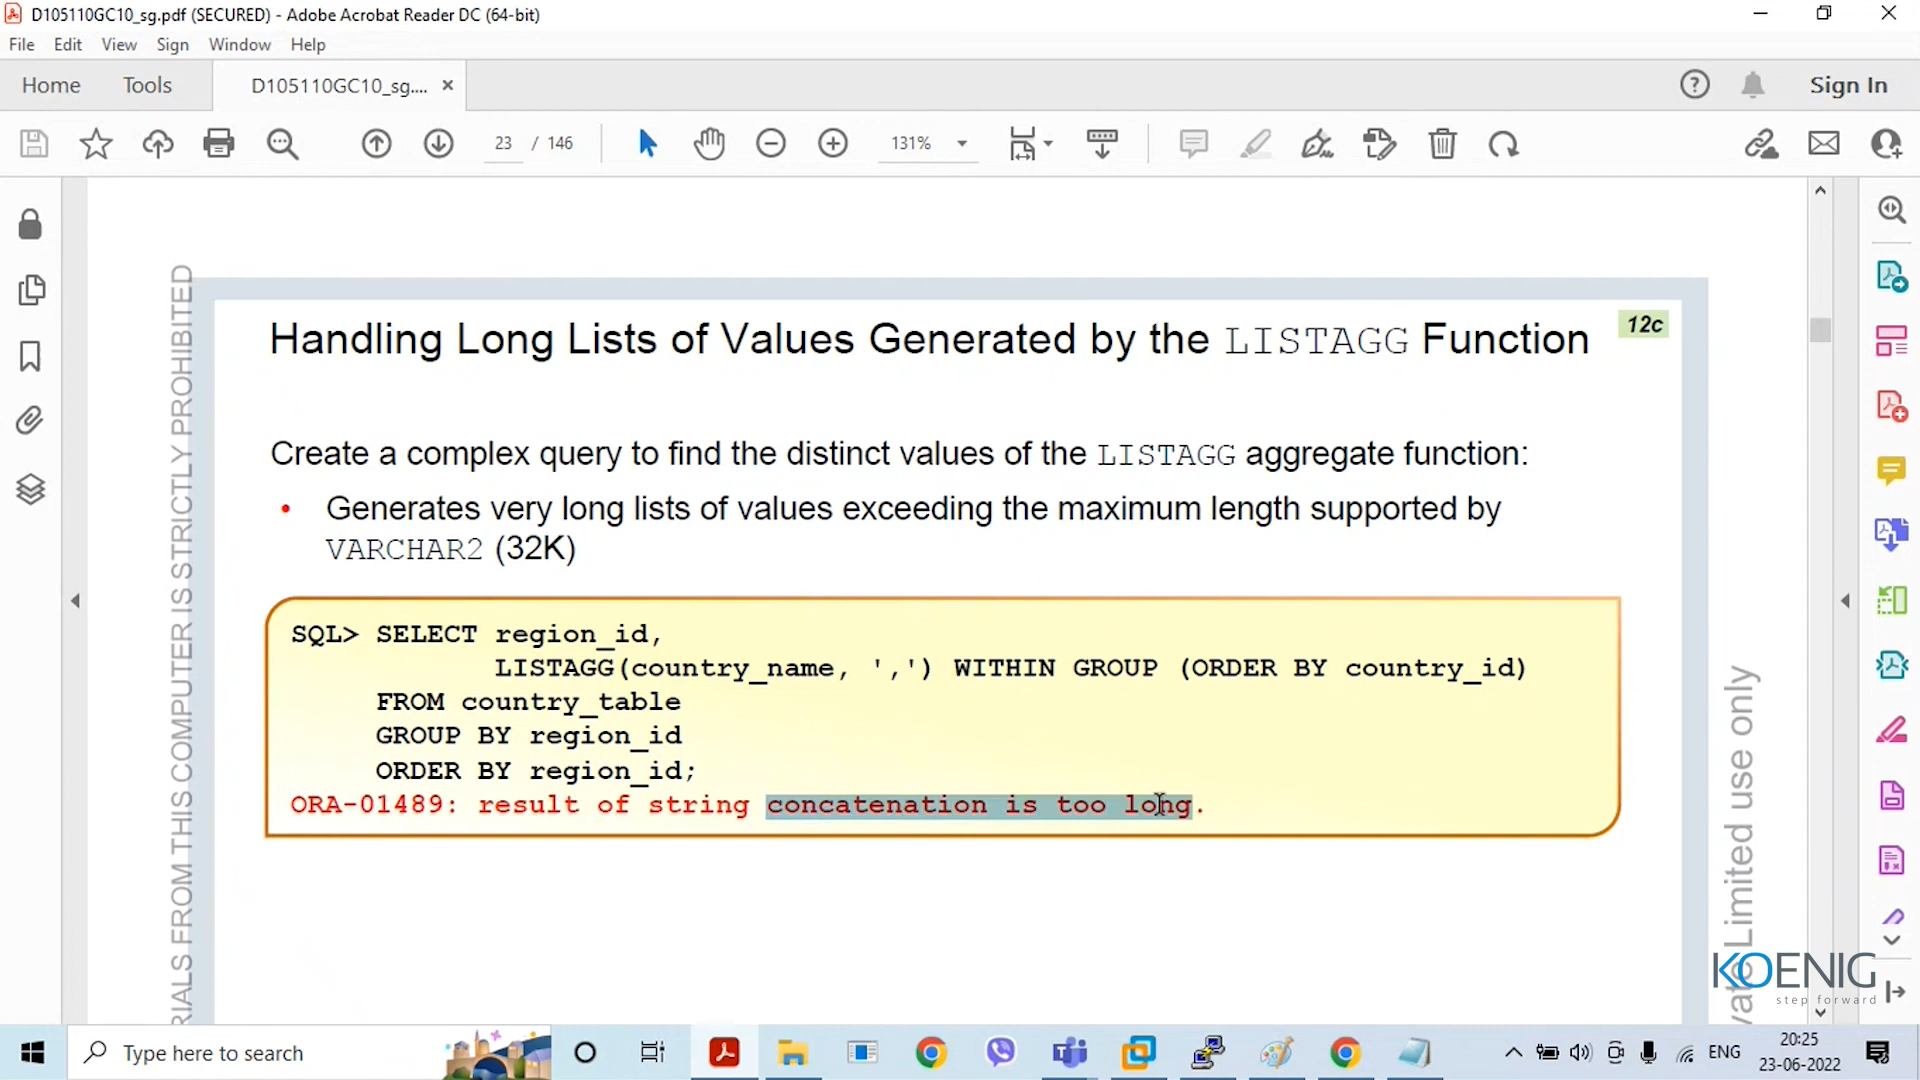 D105110GC10_sg.pdf (SECURED) - Adobe Acrobat Reader DC (64-bit)
File Edit View Sign Window Help
Home Tools D105110GC10_sg.... × Sign In
23 / 146 131%
Handling Long Lists of Values Generated by the LISTAGG Function 12c
Create a complex query to find the distinct values of the LISTAGG aggregate function:
• Generates very long lists of values exceeding the maximum length supported by
VARCHAR2 (32K)
SQL> SELECT region_id,
LISTAGG(country_name, ',') WITHIN GROUP (ORDER BY country_id)
FROM country_table
GROUP BY region_id
ORDER BY region_id;
ORA-01489: result of string concatenation is too long.
RIALS FROM THIS COMPUTER IS STRICTLY PROHIBITED
vate Limited use only
KOENIG
step forward
Type here to search
ENG
20:25
23-06-2022